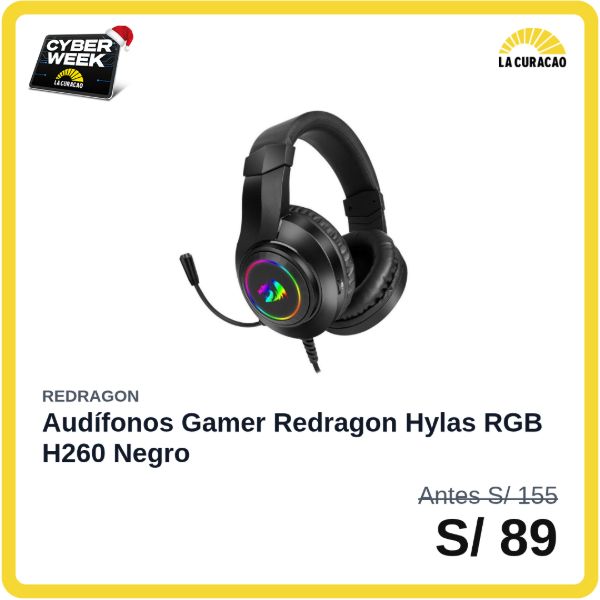 CYBER
WEEK
LA CURACAO
LA CURACAO
REDRAGON
Audífonos Gamer Redragon Hylas RGB
H260 Negro
Antes S/ 155
S/ 89